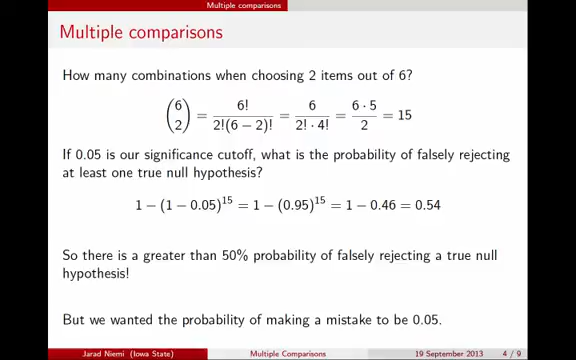 Multiple comparisons
Multiple comparisons
How many combinations when choosing 2 items out of 6?
(6 2) = 6!/2!(6 − 2)! = 6/2! · 4! = 6 · 5/2 = 15
If 0.05 is our significance cutoff, what is the probability of falsely rejecting
at least one true null hypothesis?
1 − (1 − 0.05)^15 = 1 − (0.95)^15 = 1 − 0.46 = 0.54
So there is a greater than 50% probability of falsely rejecting a true null
hypothesis!
But we wanted the probability of making a mistake to be 0.05.
Jarad Niemi (Iowa State) Multiple Comparisons 19 September 2013 4 / 9